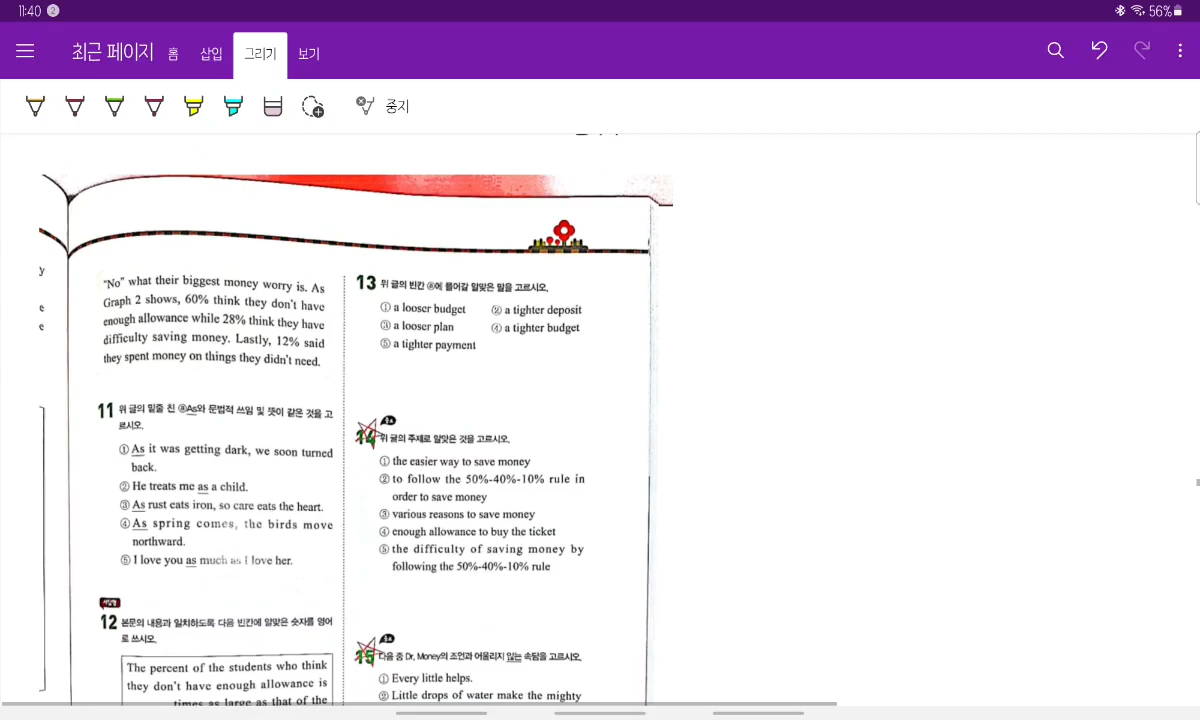 11:40 2
56%
최근 페이지 홈 삽입 그리기 보기
중지
y
e
e
"No" what their biggest money worry is. As
Graph 2 shows, 60% think they don't have
enough allowance while 28% think they have
difficulty saving money. Lastly, 12% said
they spent money on things they didn't need.
11 위 글의 밑줄 친 ⓐAs와 문법적 쓰임 및 뜻이 같은 것을 고
르시오.
① As it was getting dark, we soon turned
back.
② He treats me as a child.
③ As rust eats iron, so care eats the heart.
④ As spring comes, the birds move
northward.
⑤ I love you as much as I love her.
서답형
12 본문의 내용과 일치하도록 다음 빈칸에 알맞은 숫자를 영어
로 쓰시오.
The percent of the students who think
they don't have enough allowance is
times as large as that of the
13 위 글의 빈칸 ⓐ에 들어갈 알맞은 말을 고르시오.
① a looser budget ② a tighter deposit
③ a looser plan ④ a tighter budget
⑤ a tighter payment
14 위 글의 주제로 알맞은 것을 고르시오.
① the easier way to save money
② to follow the 50%-40%-10% rule in
order to save money
③ various reasons to save money
④ enough allowance to buy the ticket
⑤ the difficulty of saving money by
following the 50%-40%-10% rule
15 다음 중 Dr. Money의 조언과 어울리지 않는 속담을 고르시오.
① Every little helps.
② Little drops of water make the mighty